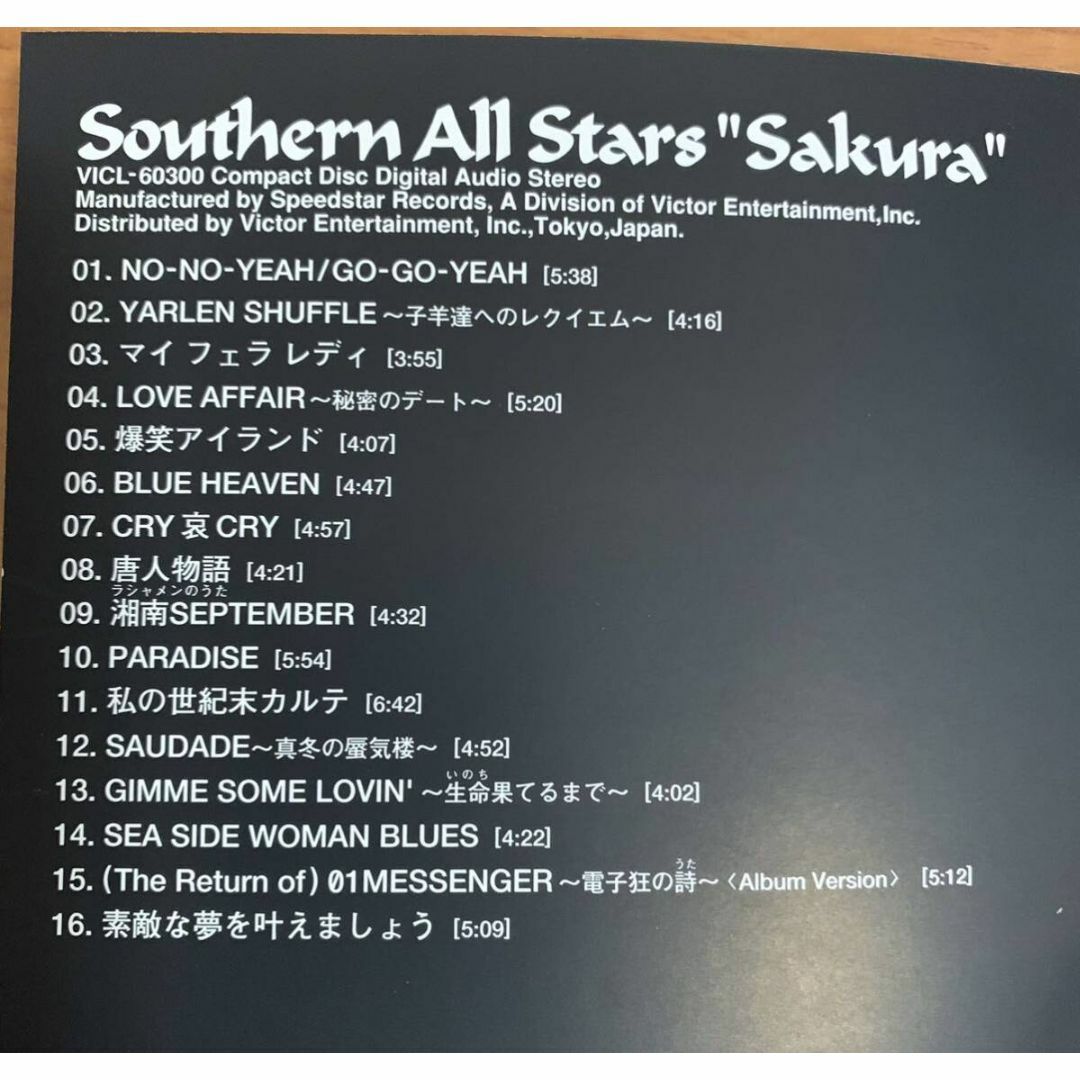 Southern All Stars "Sakura"
VICL-60300 Compact Disc Digital Audio Stereo
Manufactured by Speedstar Records, A Division of Victor Entertainment,Inc.
Distributed by Victor Entertainment, Inc.,Tokyo,Japan.
01. NO-NO-YEAH/GO-GO-YEAH [5:38]
02. YARLEN SHUFFLE～子羊達へのレクイエム～ [4:16]
03. マイ フェラ レディ [3:55]
04. LOVE AFFAIR～秘密のデート～ [5:20]
05. 爆笑アイランド [4:07]
06. BLUE HEAVEN [4:47]
07. CRY 哀 CRY [4:57]
08. 唐人物語 [4:21]
ラシャメンのうた
09. 湘南SEPTEMBER [4:32]
10. PARADISE [5:54]
11. 私の世紀末カルテ [6:42]
12. SAUDADE～真冬の蜃気楼～ [4:52]
いのち
13. GIMME SOME LOVIN' ～生命果てるまで～ [4:02]
14. SEA SIDE WOMAN BLUES [4:22]
うた
15. (The Return of) 01MESSENGER～電子狂の詩～〈Album Version〉 [5:12]
16. 素敵な夢を叶えましょう [5:09]